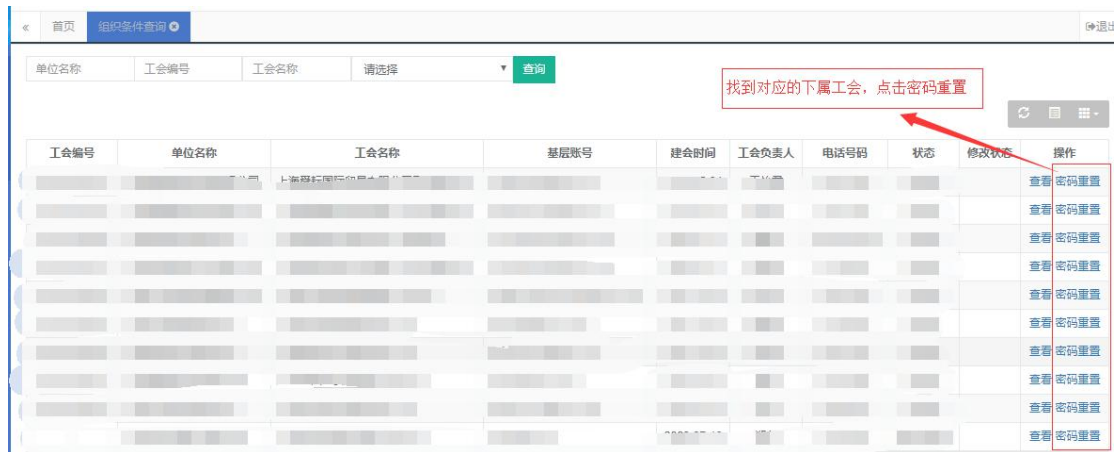 « 首页 组织条件查询 退出
单位名称 工会编号 工会名称 请选择 查询
找到对应的下属工会，点击密码重置
工会编号 单位名称 工会名称 基层账号 建会时间 工会负责人 电话号码 状态 修改状态 操作
查看 密码重置
查看 密码重置
查看 密码重置
查看 密码重置
查看 密码重置
查看 密码重置
查看 密码重置
查看 密码重置
查看 密码重置
查看 密码重置